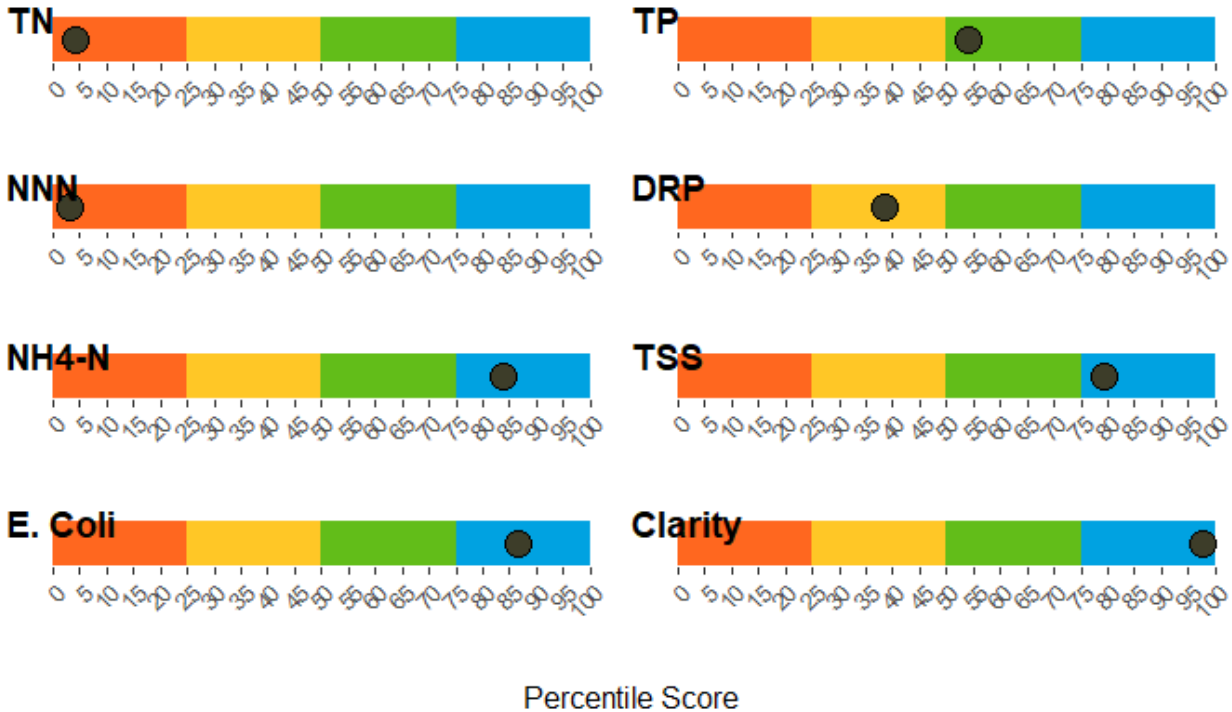 TN
0 5 10 15 20 25 30 35 40 45 50 55 60 65 70 75 80 85 90 95 100
TP
0 5 10 15 20 25 30 35 40 45 50 55 60 65 70 75 80 85 90 95 100
NNN
0 5 10 15 20 25 30 35 40 45 50 55 60 65 70 75 80 85 90 95 100
DRP
0 5 10 15 20 25 30 35 40 45 50 55 60 65 70 75 80 85 90 95 100
NH4-N
0 5 10 15 20 25 30 35 40 45 50 55 60 65 70 75 80 85 90 95 100
TSS
0 5 10 15 20 25 30 35 40 45 50 55 60 65 70 75 80 85 90 95 100
E. Coli
0 5 10 15 20 25 30 35 40 45 50 55 60 65 70 75 80 85 90 95 100
Clarity
0 5 10 15 20 25 30 35 40 45 50 55 60 65 70 75 80 85 90 95 100
Percentile Score